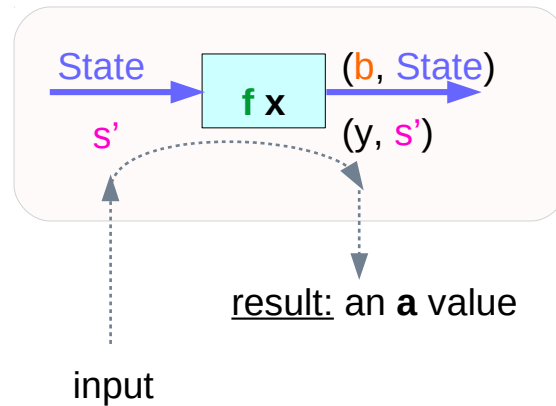 State
f x
(b, State)
s’
(y, s’)
result: an a value
input